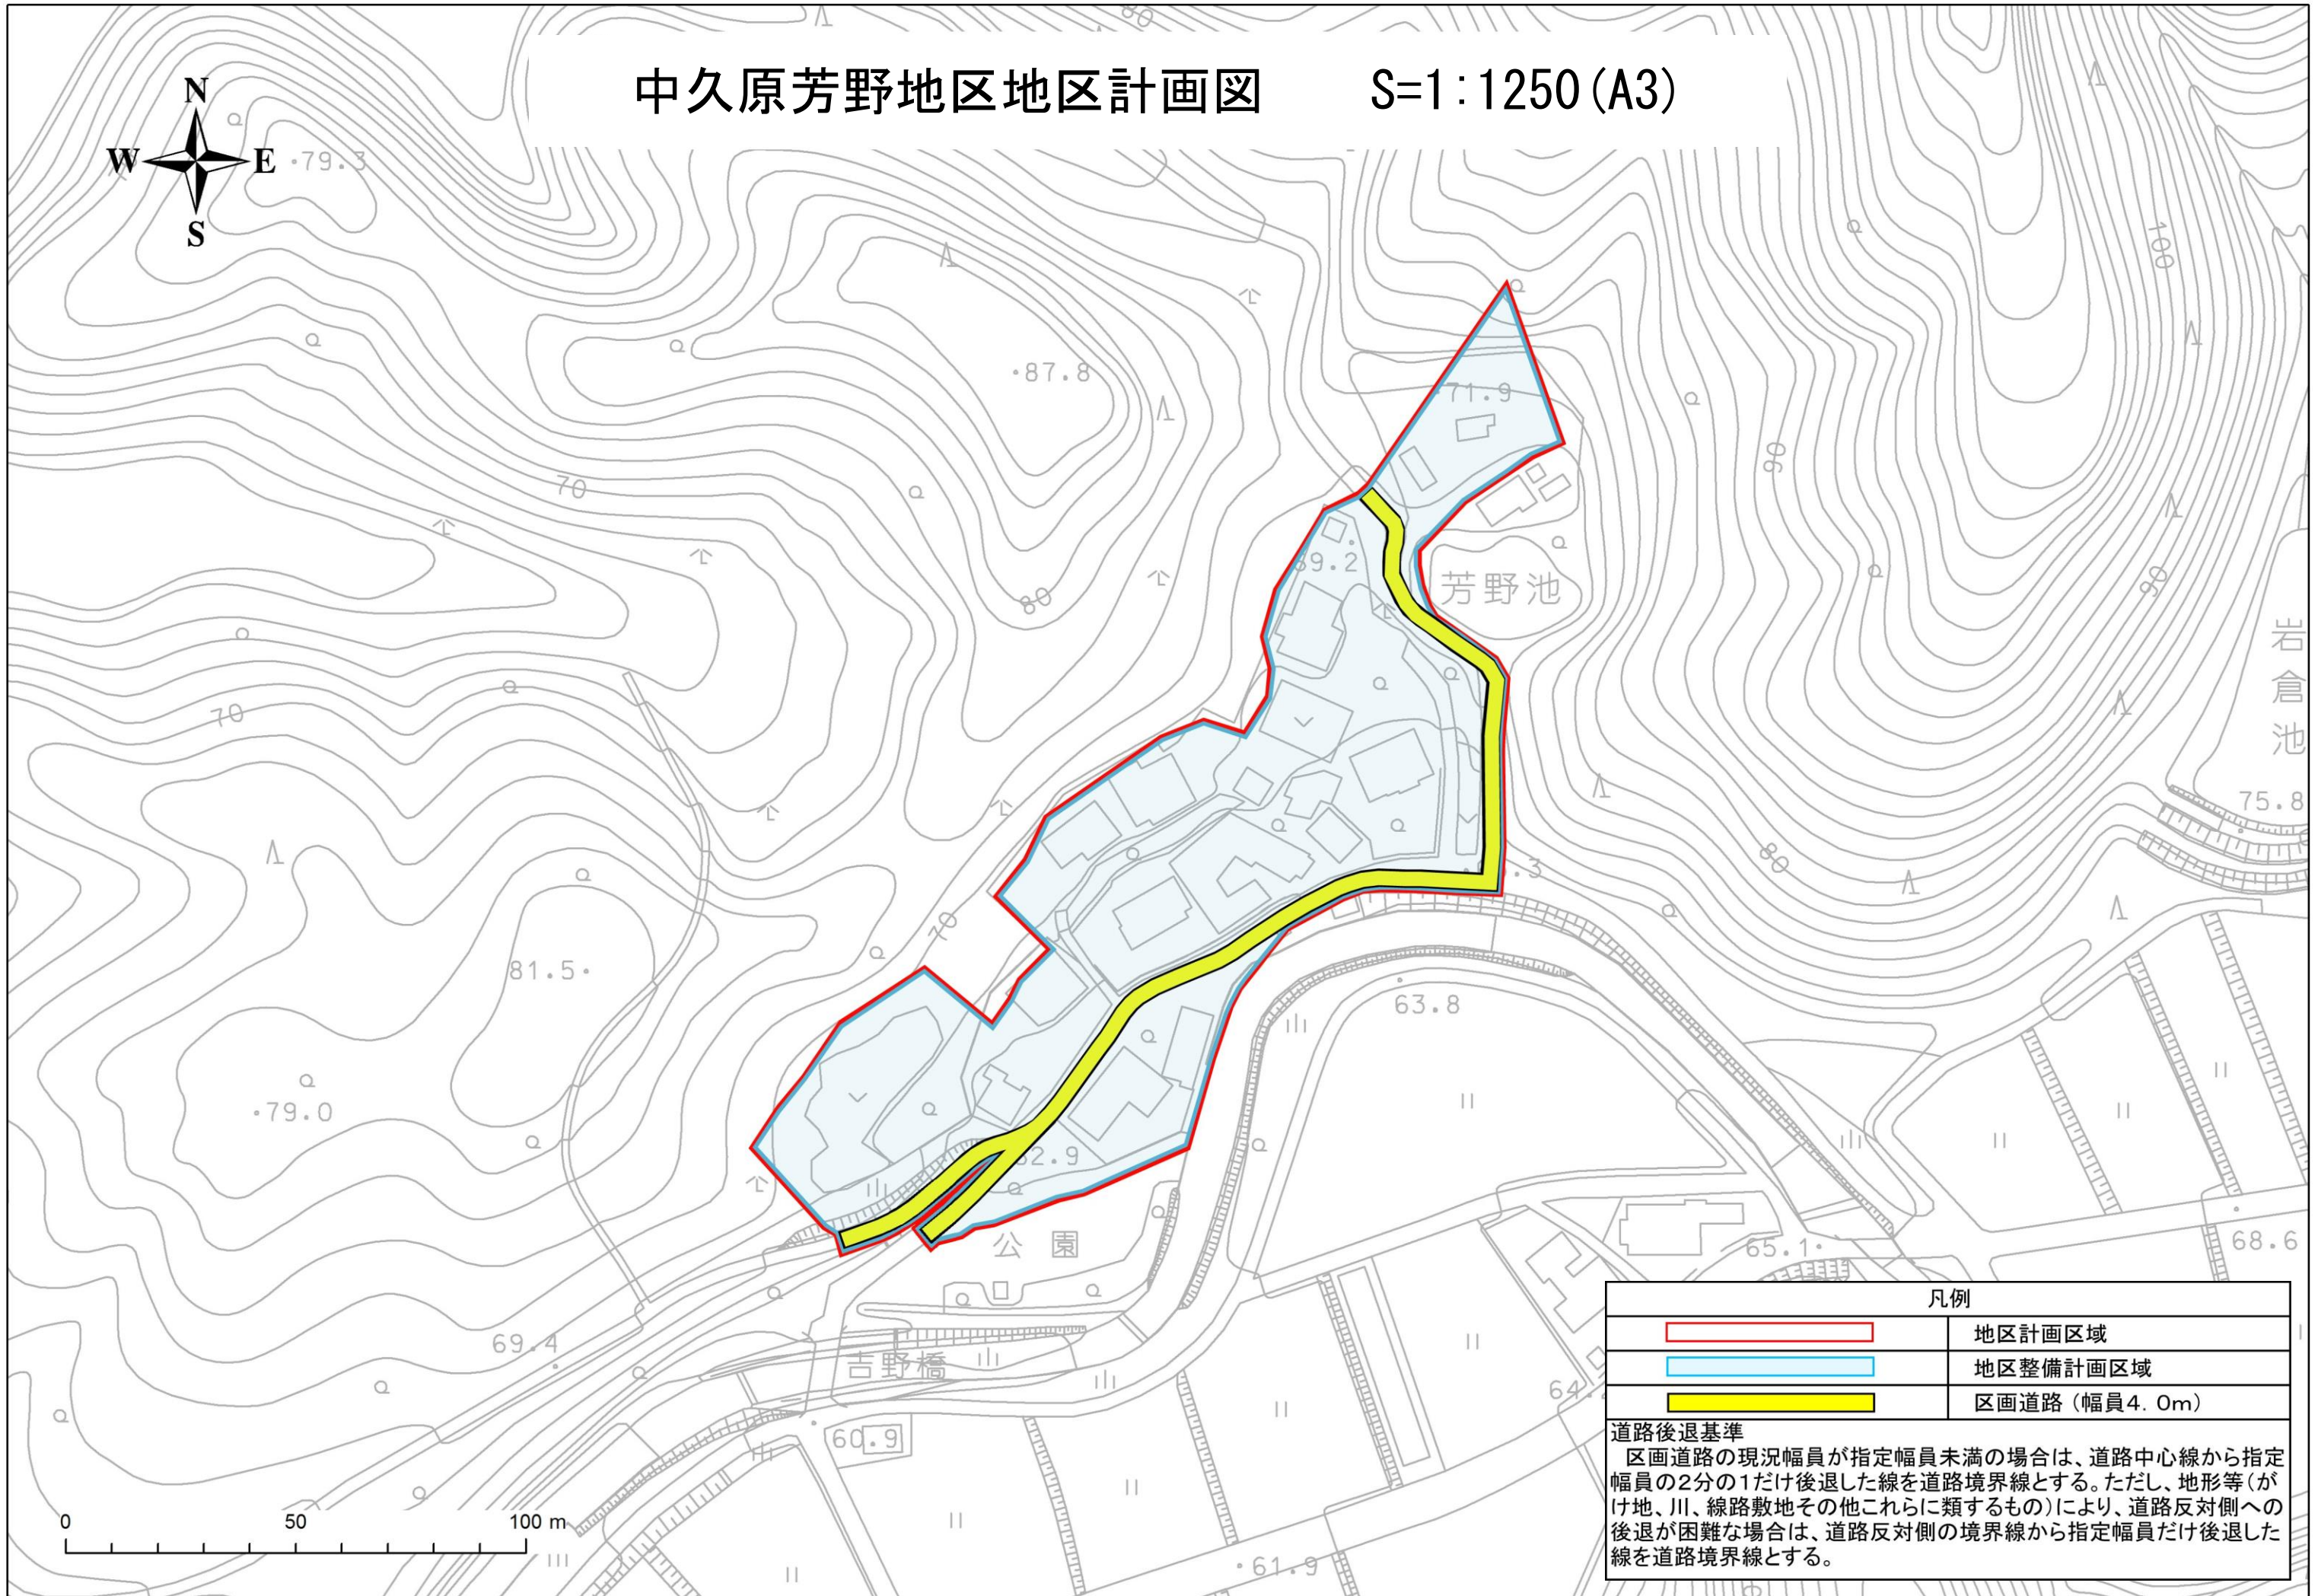 中久原芳野地区地区計画図 S=1:1250(A3)
N
W E
S
80
79.3
100
87.8
71.9
70
90
69.2
80
芳野池
90
岩倉池
70
75.8
80
70
81.5
63.8
79.0
62.9
公園
65.1
68.6
69.4
吉野橋
60.9
61.9
0 50 100 m
凡例
地区計画区域
地区整備計画区域
区画道路 (幅員4.0m)
道路後退基準
区画道路の現況幅員が指定幅員未満の場合は、道路中心線から指定
幅員の2分の1だけ後退した線を道路境界線とする。ただし、地形等(が
け地、川、線路敷地その他これらに類するもの)により、道路反対側への
後退が困難な場合は、道路反対側の境界線から指定幅員だけ後退した
線を道路境界線とする。